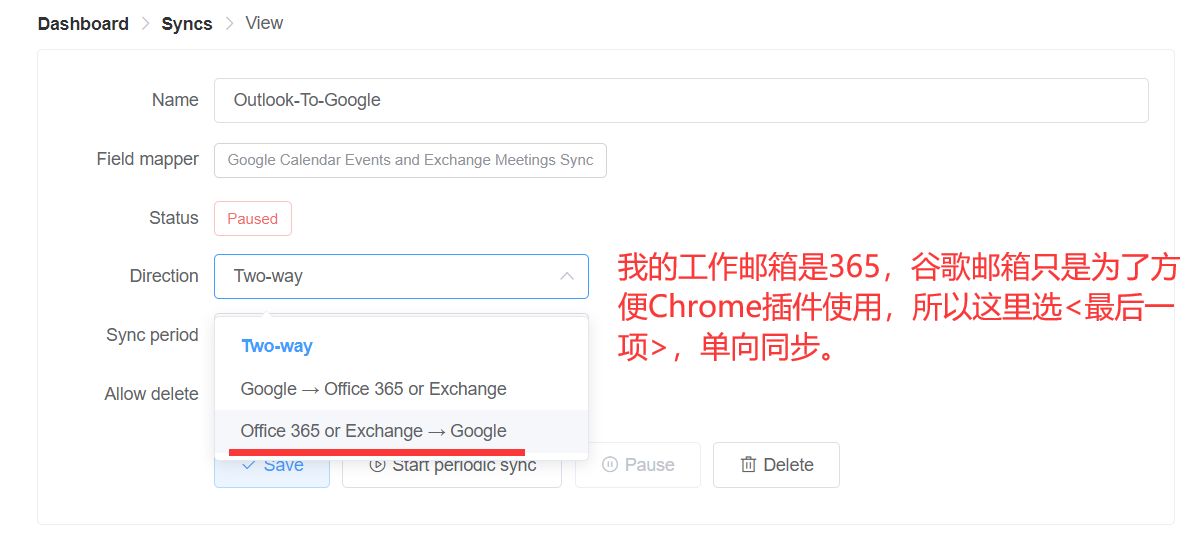 Dashboard > Syncs > View
Name Outlook-To-Google
Field mapper Google Calendar Events and Exchange Meetings Sync
Status Paused
Direction Two-way
Sync period
Two-way
Allow delete
Google → Office 365 or Exchange
Office 365 or Exchange → Google
Save Start periodic sync Pause Delete
我的工作邮箱是365，谷歌邮箱只是为了方
便Chrome插件使用，所以这里选<最后一
项>，单向同步。